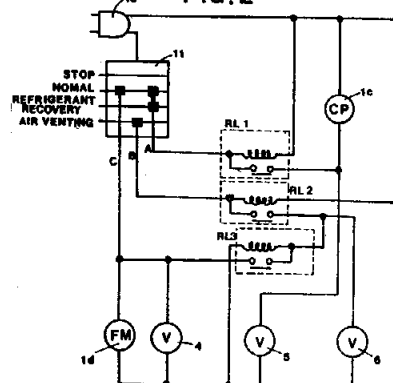 11
STOP
NOMAL
REFRIGERANT
RECOVERY
AIR VENTING
1c
CP
RL 1
C
B
A
RL 2
RL3
FM
1d
V
4
V
5
V
6